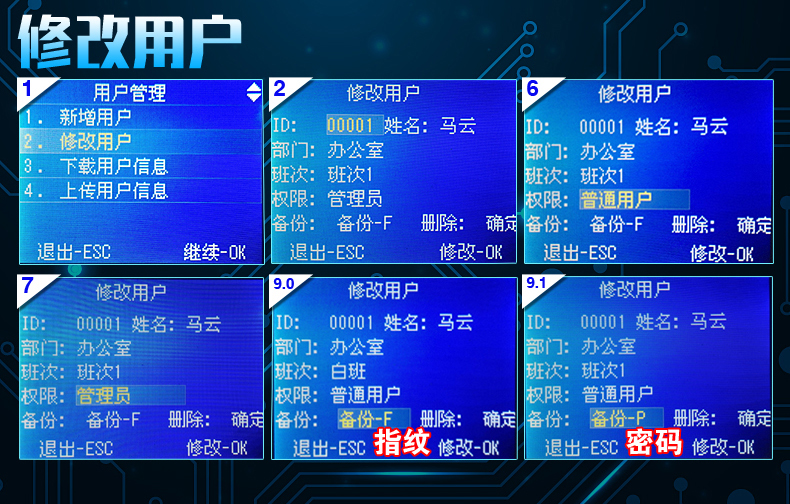 修改用户
1
用户管理
1. 新增用户
2. 修改用户
3. 下载用户信息
4. 上传用户信息
退出-ESC 继续-OK
2
修改用户
ID: 00001 姓名: 马云
部门: 办公室
班次: 班次1
权限: 管理员
备份: 备份-F 删除: 确定
退出-ESC 修改-OK
6
修改用户
ID: 00001 姓名: 马云
部门: 办公室
班次: 班次1
权限: 普通用户
备份: 备份-F 删除: 确定
退出-ESC 修改-OK
7
修改用户
ID: 00001 姓名: 马云
部门: 办公室
班次: 班次1
权限: 管理员
备份: 备份-F 删除: 确定
退出-ESC 修改-OK
9.0
修改用户
ID: 00001 姓名: 马云
部门: 办公室
班次: 白班
权限: 普通用户
备份: 备份-F 删除: 确定
退出-ESC 指纹 修改-OK
9.1
修改用户
ID: 00001 姓名: 马云
部门: 办公室
班次: 班次1
权限: 普通用户
备份: 备份-P 删除: 确定
退出-ESC 密码 修改-OK